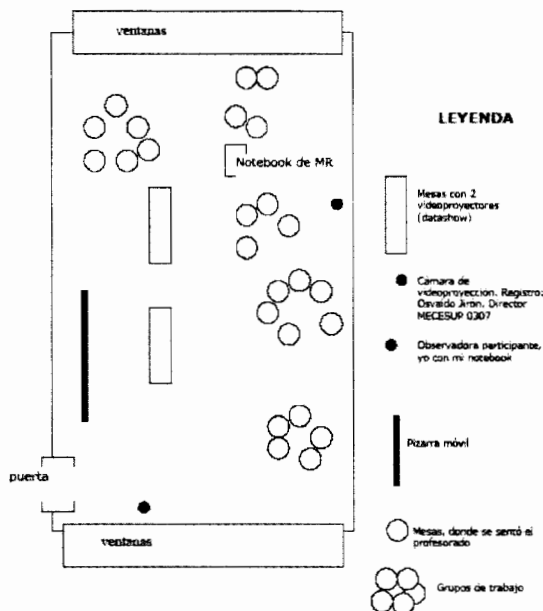 ventanas
LEYENDA
Notebook de MR
Mesas con 2
videoproyectores
(datashow)
Cámara de
videoproyección. Registro:
Osvaldo Jirón. Director
MECESUP 0307
Observadora participante,
yo con mi notebook
Pizarra móvil
puerta
ventanas
Mesas, donde se sentó el
profesorado
Grupos de trabajo